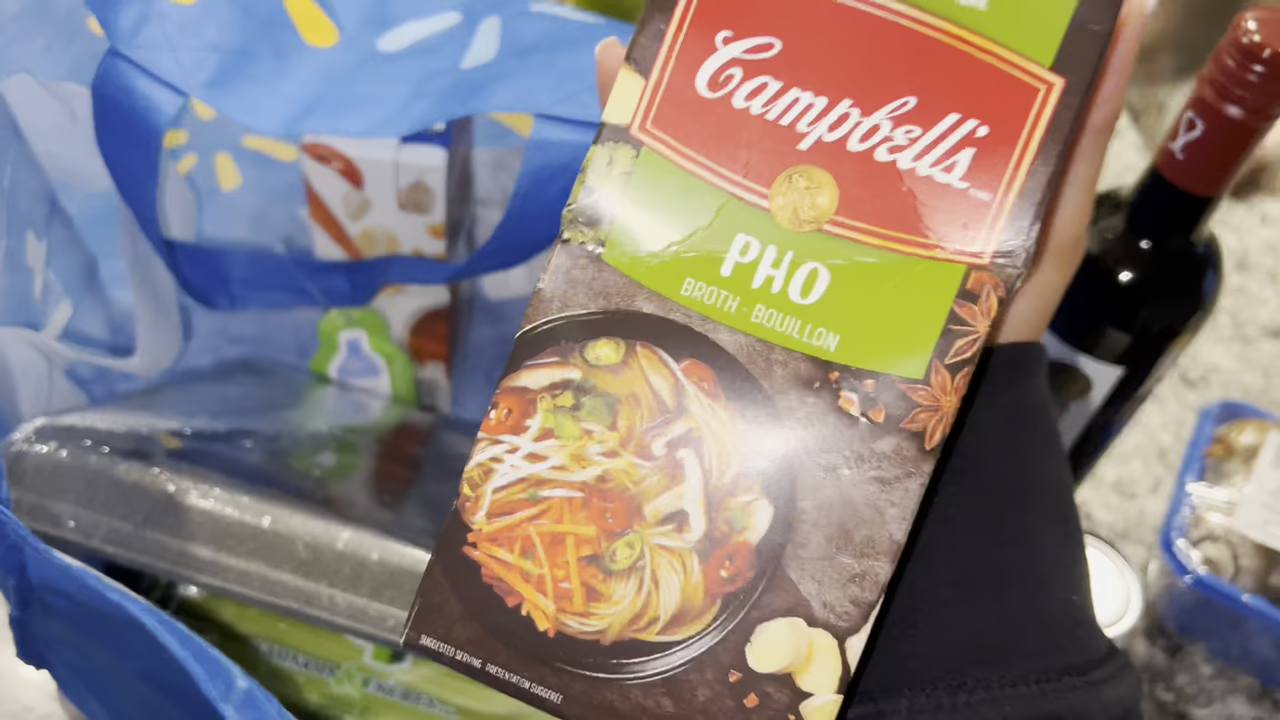 Campbell's
PHO
BROTH - BOUILLON
SUGGESTED SERVING PRÉSENTATION SUGGÉRÉE